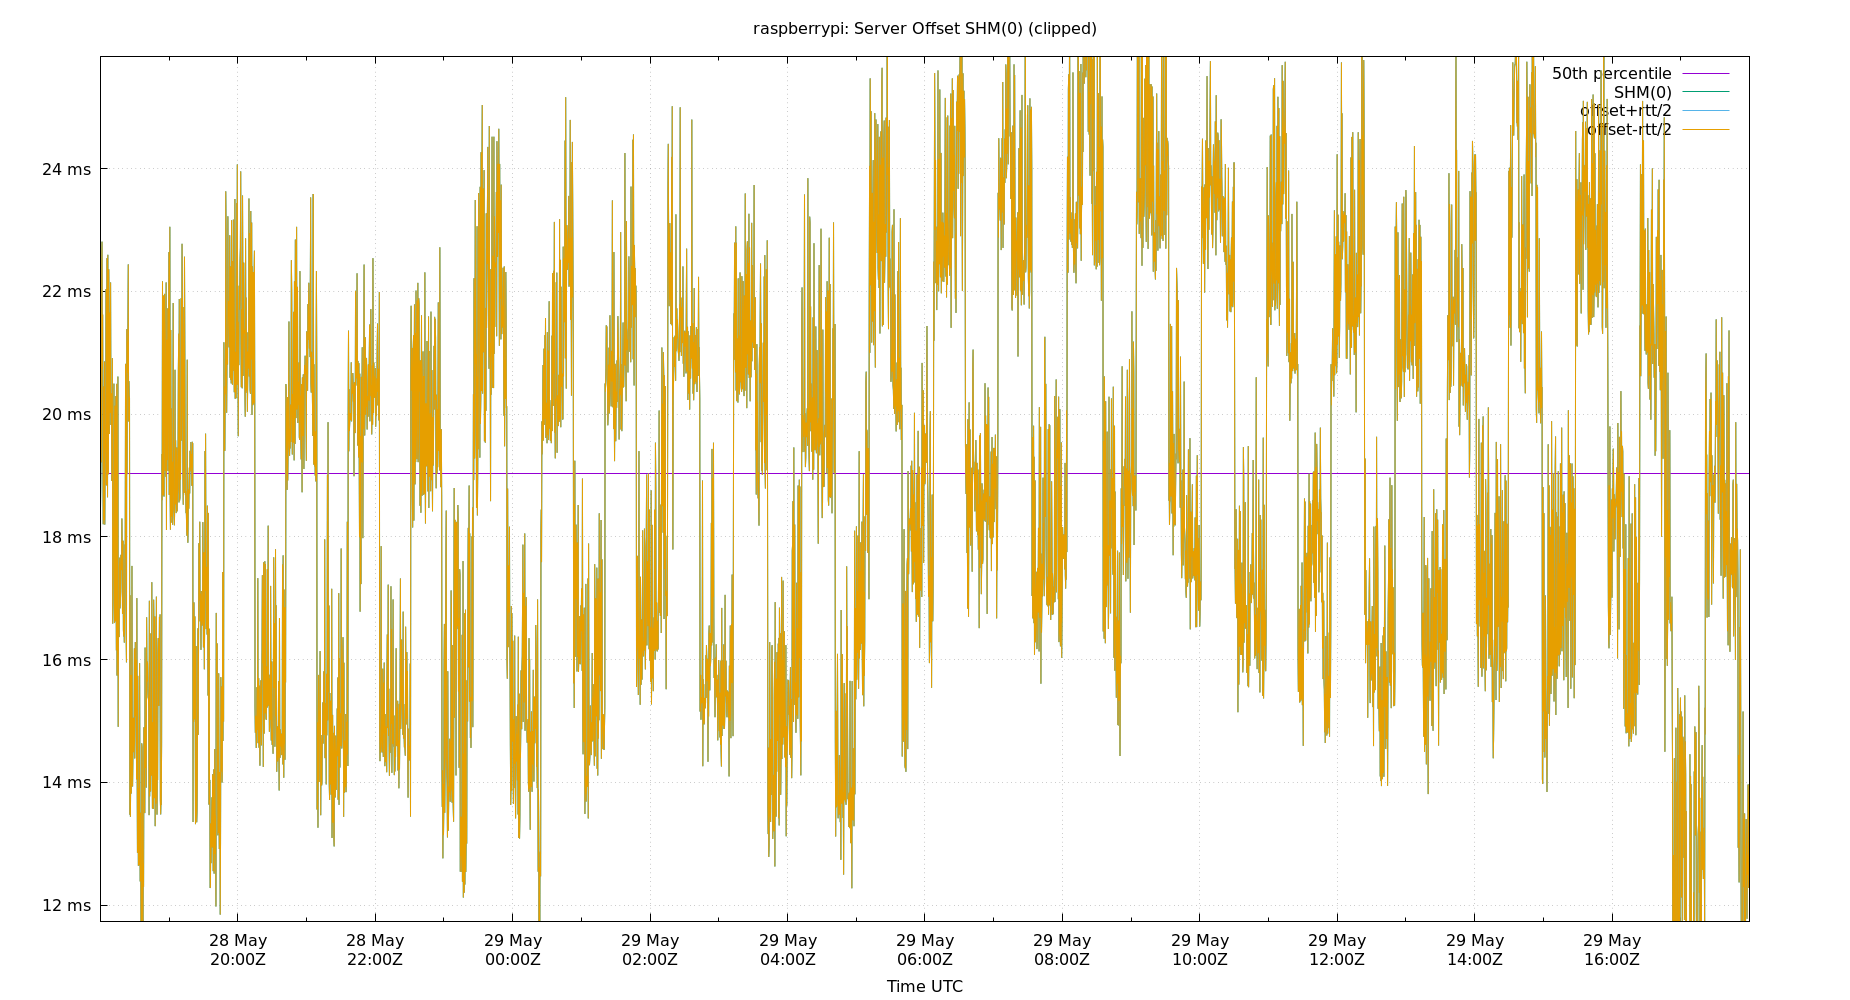 raspberrypi: Server Offset SHM(0) (clipped)
50th percentile
SHM(0)
offset+rtt/2
offset-rtt/2
24 ms
22 ms
20 ms
18 ms
16 ms
14 ms
12 ms
28 May 28 May 29 May 29 May 29 May 29 May 29 May 29 May 29 May 29 May 29 May
20:00Z 22:00Z 00:00Z 02:00Z 04:00Z 06:00Z 08:00Z 10:00Z 12:00Z 14:00Z 16:00Z
Time UTC